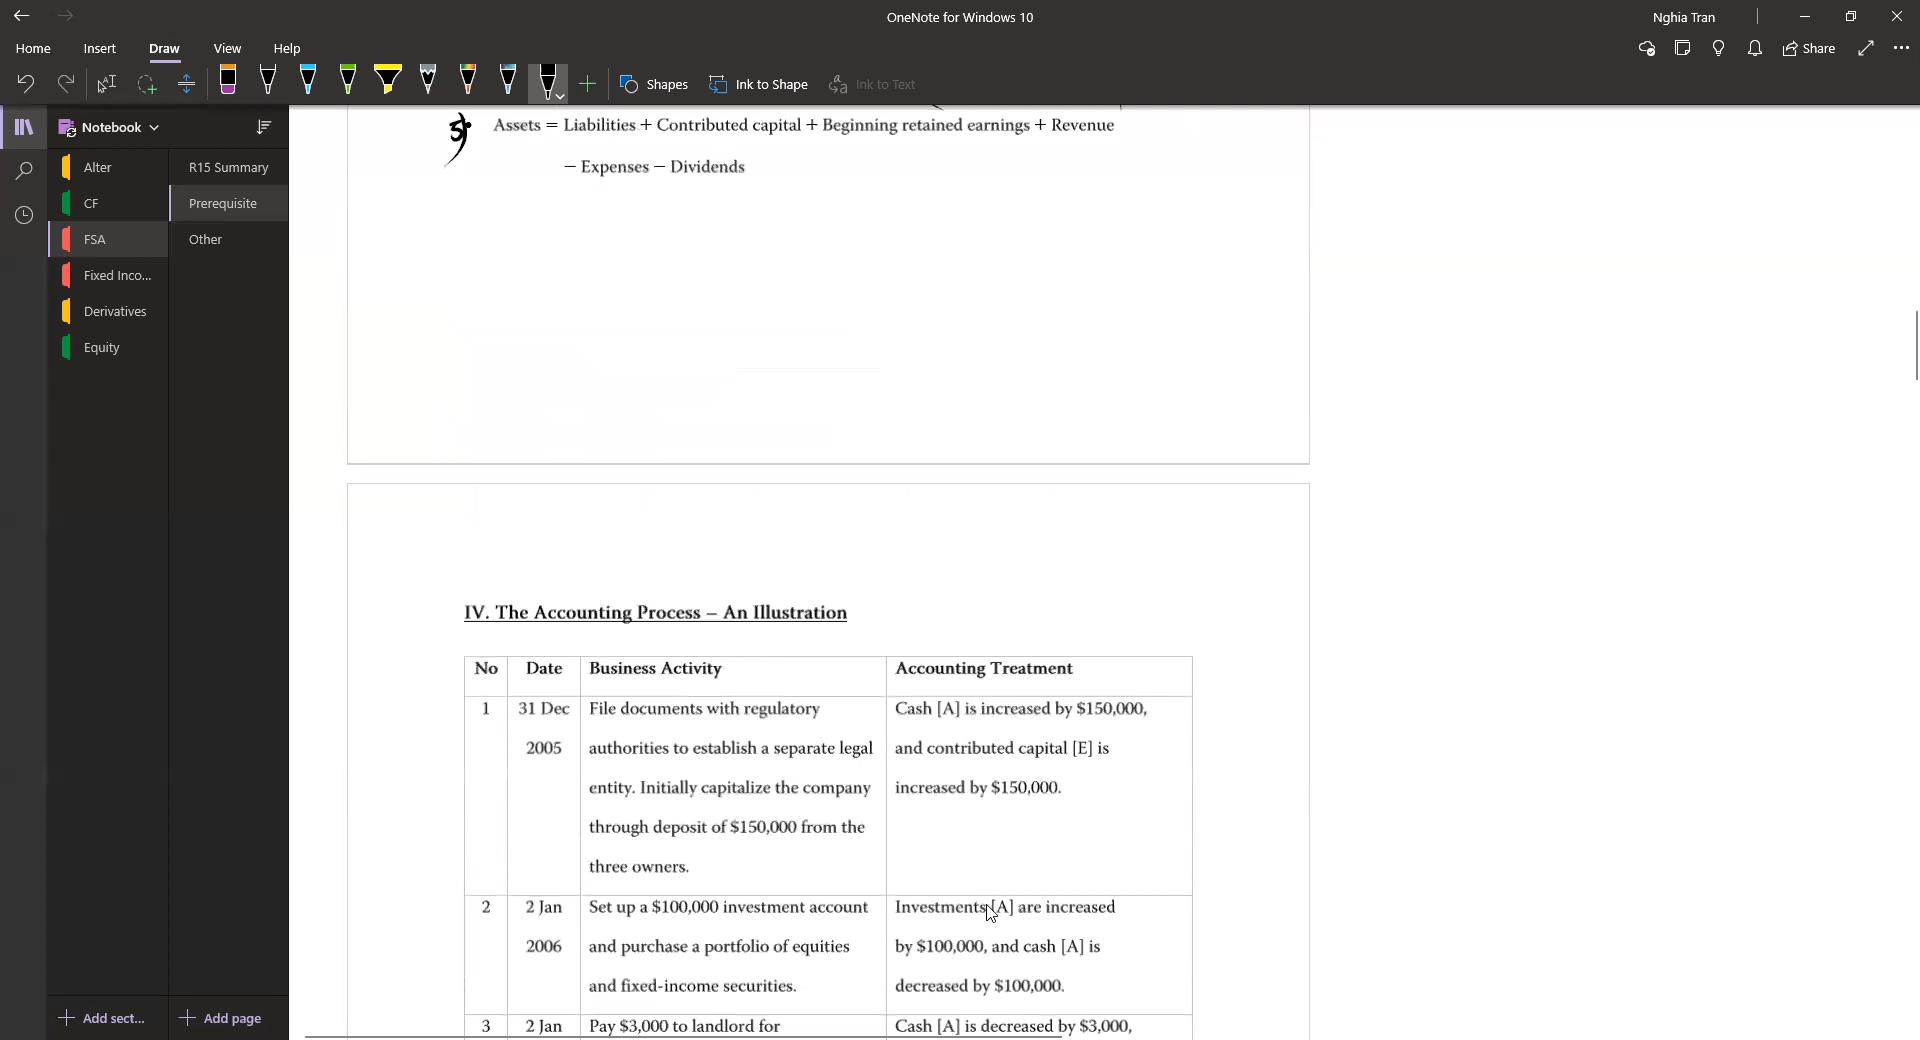 OneNote for Windows 10
Nghia Tran
Home Insert Draw View Help
Share
Shapes Ink to Shape Ink to Text
Notebook
Alter
CF
FSA
Fixed Inco...
Derivatives
Equity
R15 Summary
Prerequisite
Other
Add sect...
Add page
Assets = Liabilities + Contributed capital + Beginning retained earnings + Revenue
− Expenses − Dividends
IV. The Accounting Process – An Illustration
No Date Business Activity Accounting Treatment
1 31 Dec File documents with regulatory Cash [A] is increased by $150,000,
2005 authorities to establish a separate legal and contributed capital [E] is
entity. Initially capitalize the company increased by $150,000.
through deposit of $150,000 from the
three owners.
2 2 Jan Set up a $100,000 investment account Investments [A] are increased
2006 and purchase a portfolio of equities by $100,000, and cash [A] is
and fixed-income securities. decreased by $100,000.
3 2 Jan Pay $3,000 to landlord for Cash [A] is decreased by $3,000,